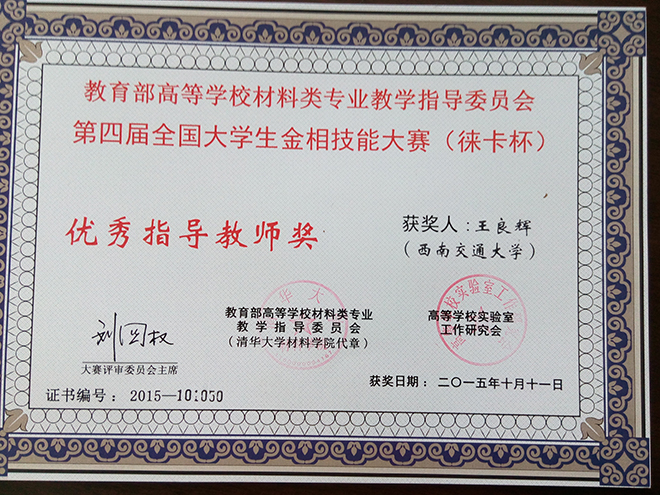 教育部高等学校材料类专业教学指导委员会
第四届全国大学生金相技能大赛（徕卡杯）
优秀指导教师奖
获奖人：王良辉
（西南交通大学）
教育部高等学校材料类专业
教学指导委员会
（清华大学材料学院代章）
高等学校实验室
工作研究会
大赛评审委员会主席
获奖日期：二〇一五年十月十一日
证书编号：2015—10:050